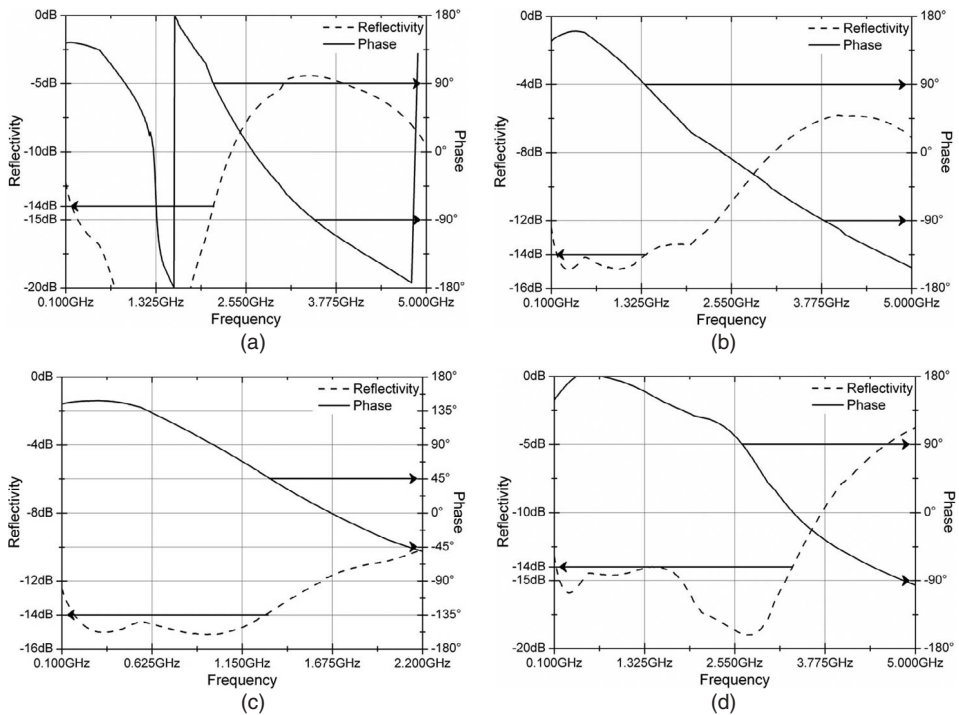 0dB
-5dB
-10dB
-14dB
-15dB
-20dB
Reflectivity
Reflectivity
Phase
180°
90°
0°
-90°
-180°
Phase
0.100GHz
1.325GHz
2.550GHz
3.775GHz
5.000GHz
Frequency
(a)
0dB
-4dB
-8dB
-12dB
-14dB
-16dB
Reflectivity
Reflectivity
Phase
180°
90°
0°
-90°
-180°
Phase
0.100GHz
1.325GHz
2.550GHz
3.775GHz
5.000GHz
Frequency
(b)
0dB
-4dB
-8dB
-12dB
-14dB
-16dB
Reflectivity
Reflectivity
Phase
180°
135°
90°
45°
0°
-45°
-90°
-135°
-180°
Phase
0.100GHz
0.625GHz
1.150GHz
1.675GHz
2.200GHz
Frequency
(c)
0dB
-5dB
-10dB
-14dB
-15dB
-20dB
Reflectivity
Reflectivity
Phase
180°
90°
0°
-90°
-180°
Phase
0.100GHz
1.325GHz
2.550GHz
3.775GHz
5.000GHz
Frequency
(d)